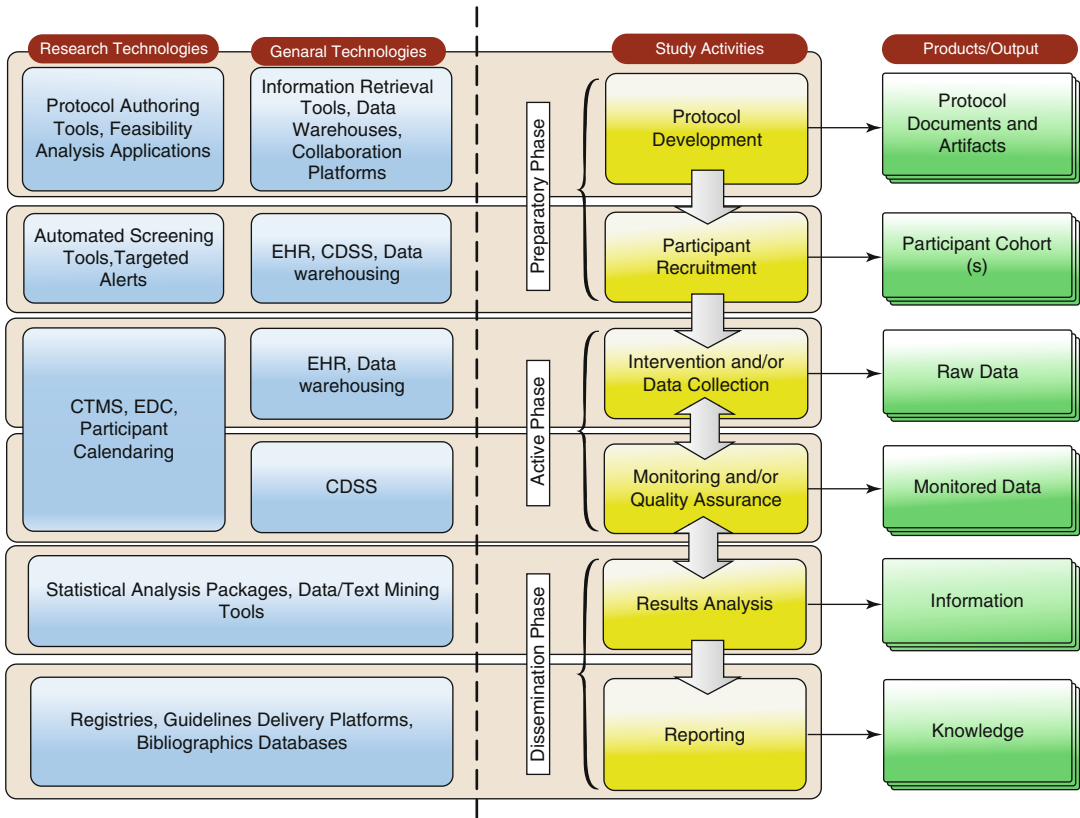 Research Technologies
Genaral Technologies
Study Activities
Products/Output
Protocol Authoring
Tools, Feasibility
Analysis Applications
Information Retrieval
Tools, Data
Warehouses,
Collaboration
Platforms
Preparatory Phase
Protocol
Development
Protocol
Documents and
Artifacts
Automated Screening
Tools,Targeted
Alerts
EHR, CDSS, Data
warehousing
Participant
Recruitment
Participant Cohort
(s)
CTMS, EDC,
Participant
Calendaring
EHR, Data
warehousing
Active Phase
Intervention and/or
Data Collection
Raw Data
CDSS
Monitoring and/or
Quality Assurance
Monitored Data
Statistical Analysis Packages, Data/Text Mining
Tools
Dissemination Phase
Results Analysis
Information
Registries, Guidelines Delivery Platforms,
Bibliographics Databases
Reporting
Knowledge